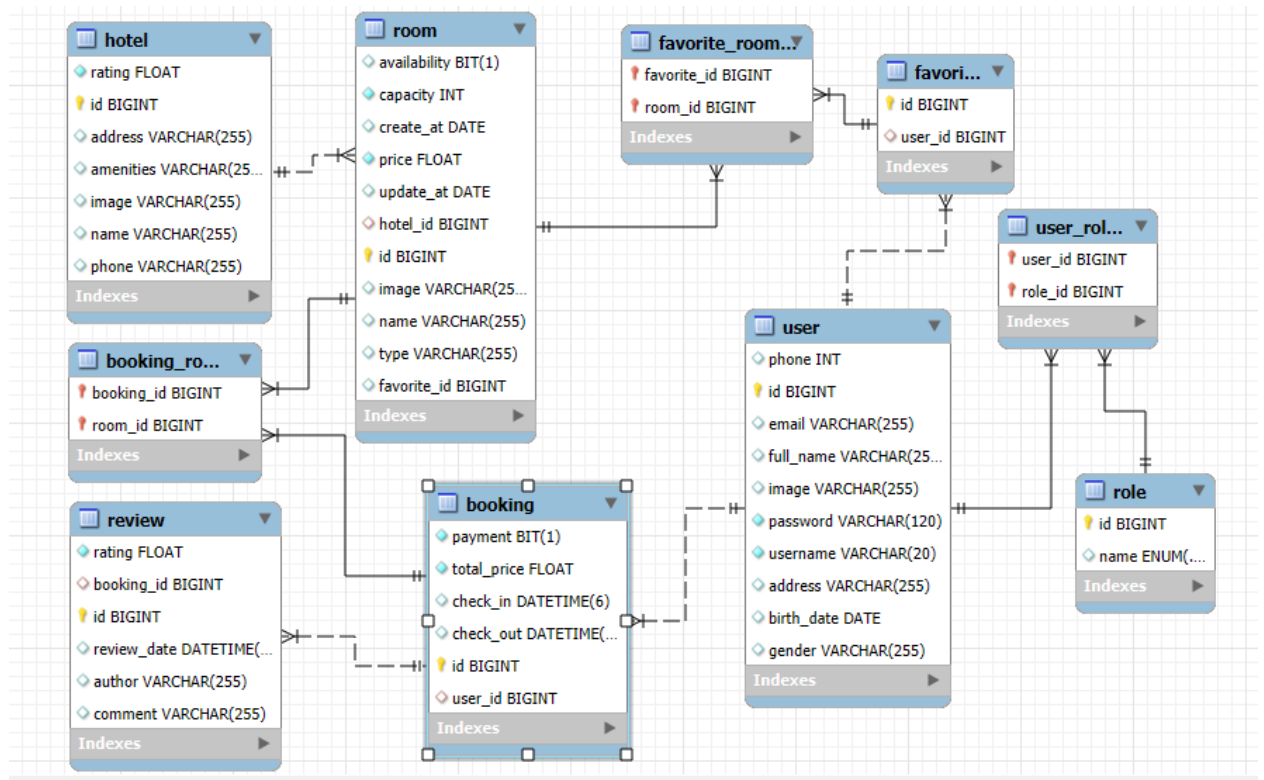 hotel
rating FLOAT
id BIGINT
address VARCHAR(255)
amenities VARCHAR(25...
image VARCHAR(255)
name VARCHAR(255)
phone VARCHAR(255)
Indexes
room
availability BIT(1)
capacity INT
create_at DATE
price FLOAT
update_at DATE
hotel_id BIGINT
id BIGINT
image VARCHAR(25...
name VARCHAR(255)
type VARCHAR(255)
favorite_id BIGINT
Indexes
favorite_room...
favorite_id BIGINT
room_id BIGINT
Indexes
favori...
id BIGINT
user_id BIGINT
Indexes
user_rol...
user_id BIGINT
role_id BIGINT
Indexes
booking_ro...
booking_id BIGINT
room_id BIGINT
Indexes
user
phone INT
id BIGINT
email VARCHAR(255)
full_name VARCHAR(25...
image VARCHAR(255)
password VARCHAR(120)
username VARCHAR(20)
address VARCHAR(255)
birth_date DATE
gender VARCHAR(255)
Indexes
role
id BIGINT
name ENUM(...
Indexes
review
rating FLOAT
booking_id BIGINT
id BIGINT
review_date DATETIME(...
author VARCHAR(255)
comment VARCHAR(255)
Indexes
booking
payment BIT(1)
total_price FLOAT
check_in DATETIME(6)
check_out DATETIME(...
id BIGINT
user_id BIGINT
Indexes